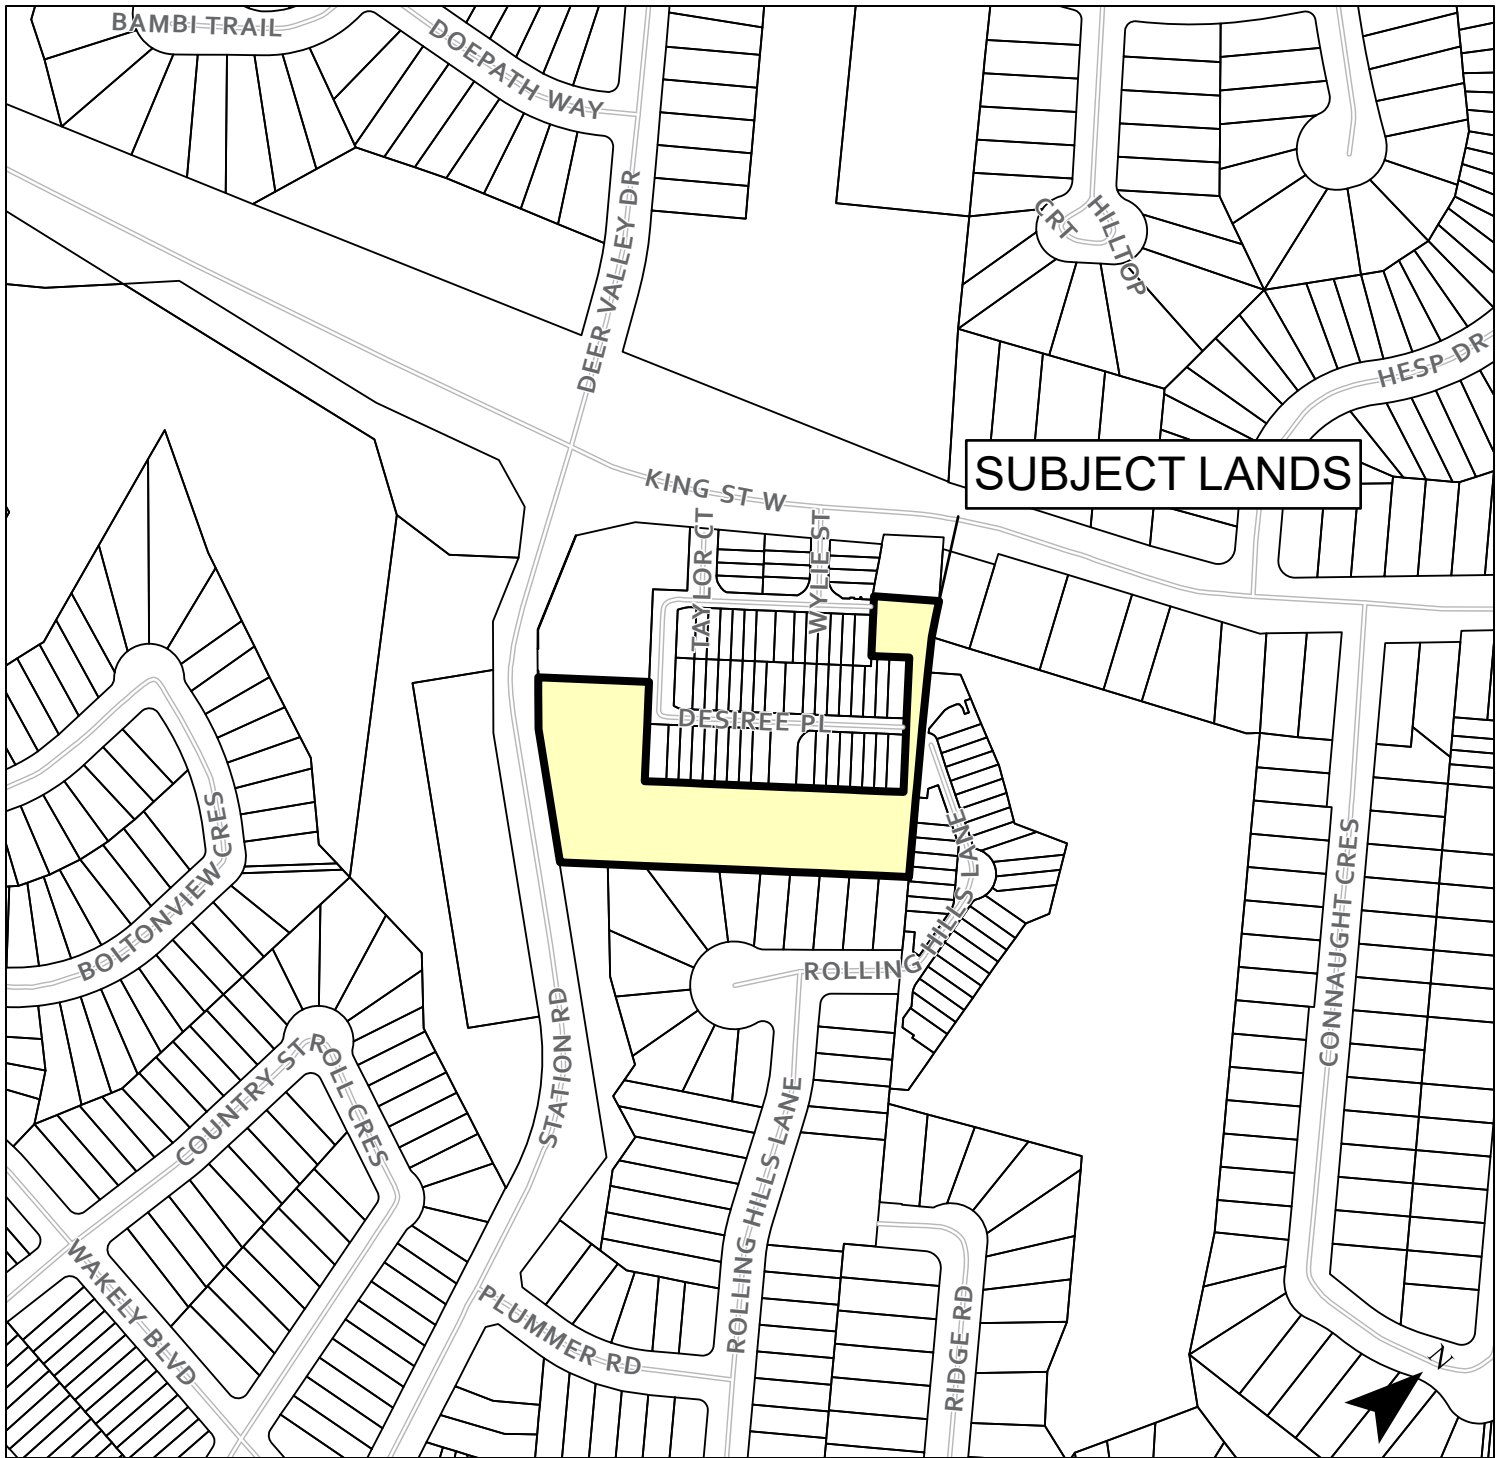 BAMBI TRAIL
DOEPATH WAY
DEER VALLEY DR
CRT
HILLTOP
HESP DR
SUBJECT LANDS
KING ST W
TAYLOR CT
WYLIE ST
DESIREE PL
BOLTONVIEW CRES
ROLLING HILLS LANE
CONNAUGHT CRES
STATION RD
COUNTRY ST
ROLL CRES
ROLLING HILLS LANE
WAKELY BLVD
PLUMMER RD
RIDGE RD
N